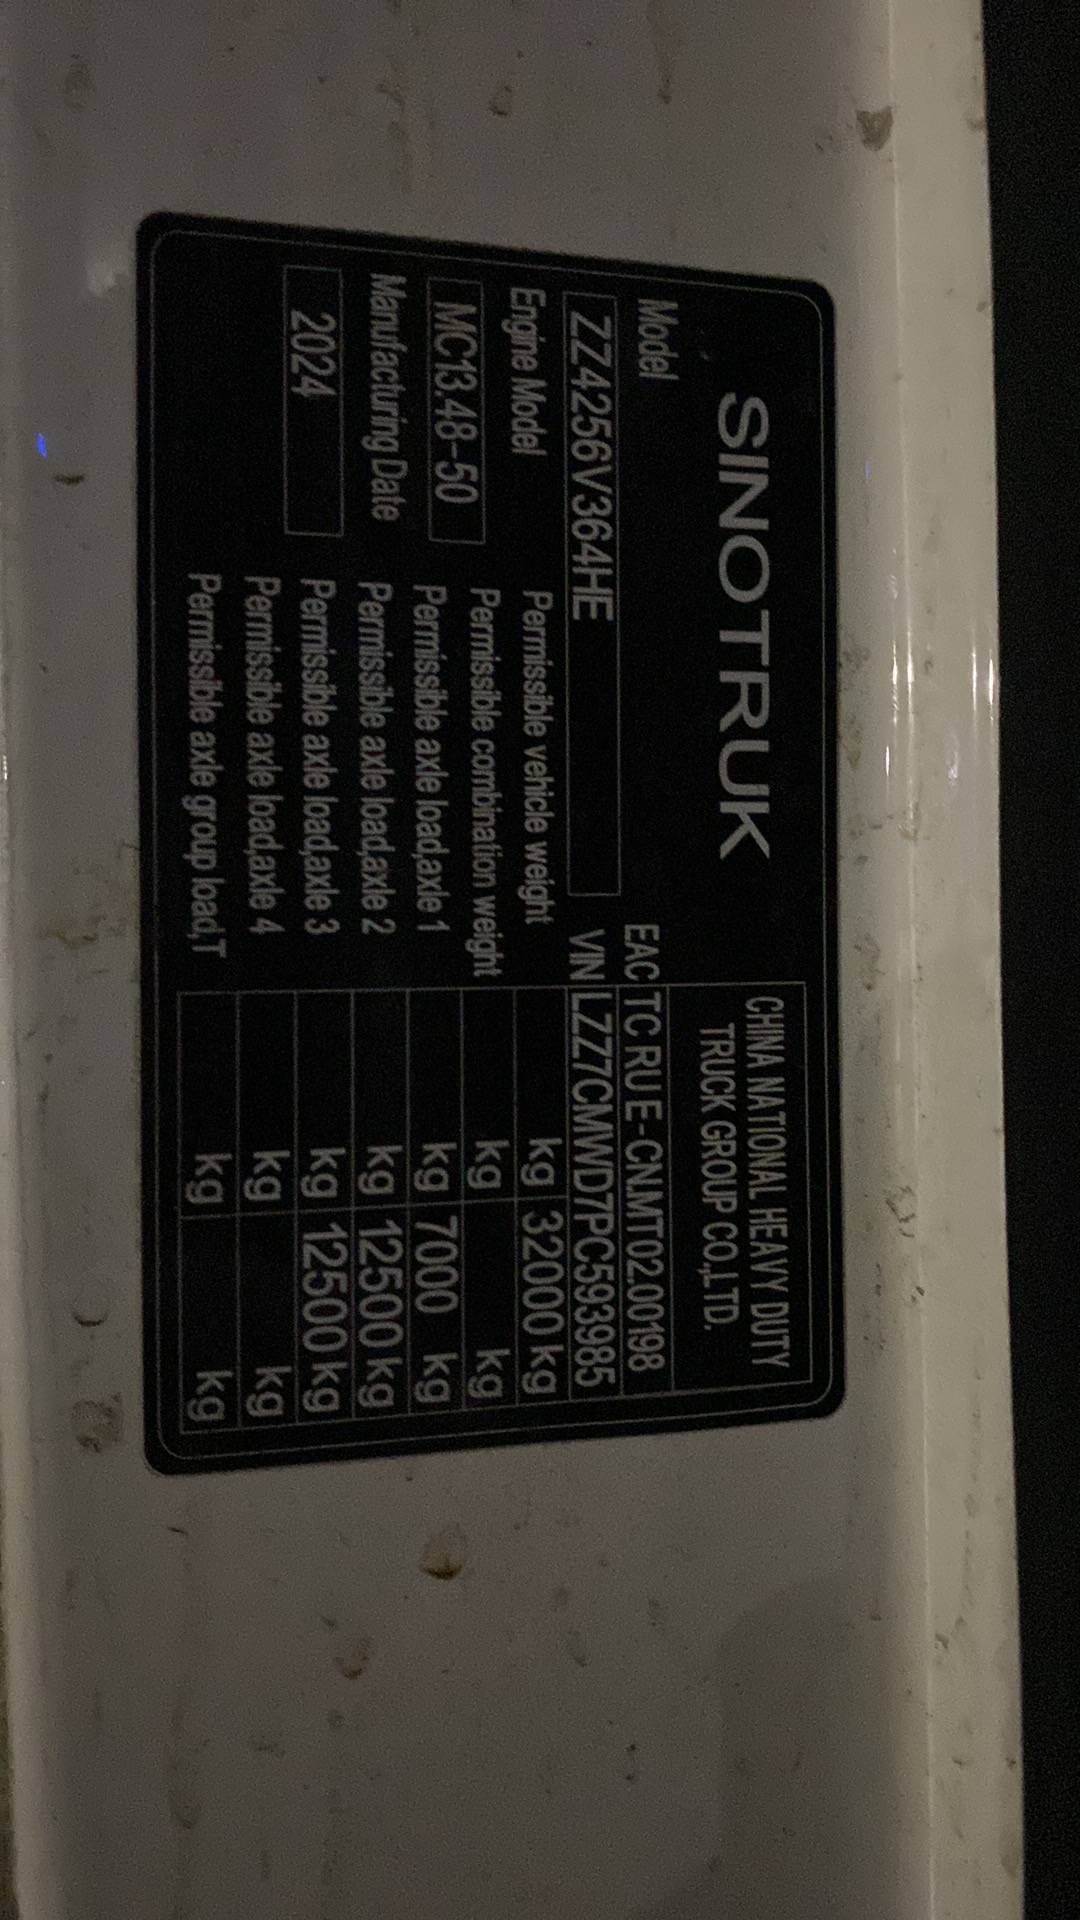 SINOTRUK
CHINA NATIONAL HEAVY DUTY
TRUCK GROUP CO.,LTD.
Model
EAC TC RU E-CN.MT02.00198
ZZ4256V364HE
VIN LZZ7CMWD7PC593985
Engine Model
MC13.48-50
Manufacturing Date
2024
Permissible vehicle weight kg 32000 kg
Permissible combination weight kg kg
Permissible axle load,axle 1 kg 7000 kg
Permissible axle load,axle 2 kg 12500 kg
Permissible axle load,axle 3 kg 12500 kg
Permissible axle load,axle 4 kg kg
Permissible axle group load,T kg kg